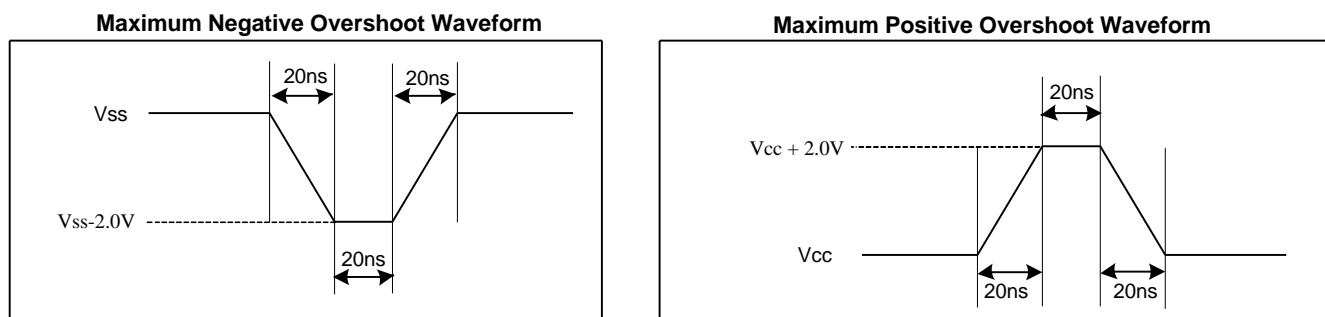 Maximum Negative Overshoot Waveform
20ns
20ns
Vss
Vss-2.0V
20ns
Maximum Positive Overshoot Waveform
20ns
Vcc + 2.0V
Vcc
20ns
20ns